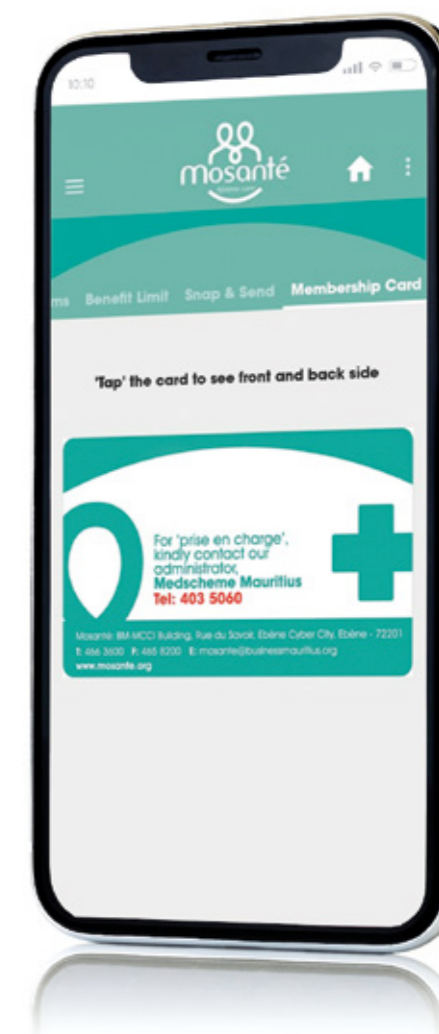 10:10
mosanté
ms Benefit Limit Snap & Send Membership Card
'Tap' the card to see front and back side
For 'prise en charge',
kindly contact our
administrator,
Medscheme Mauritius
Tel: 403 5060
Mosanté: BM-MCCI Building, Rue du Savoir, Ebène Cyber City, Ebène - 72201
T: 466 3600 F: 465 8200 E: mosante@businessmauritius.org
www.mosante.org